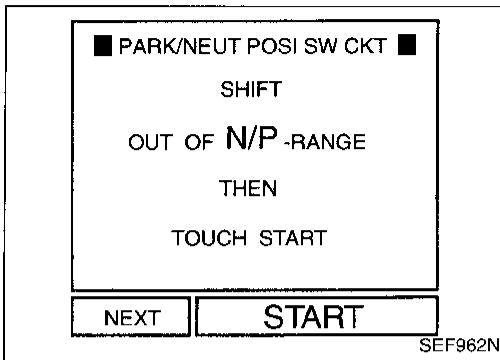 ■ PARK/NEUT POSI SW CKT ■
SHIFT
OUT OF N/P -RANGE
THEN
TOUCH START
NEXT START
SEF962N